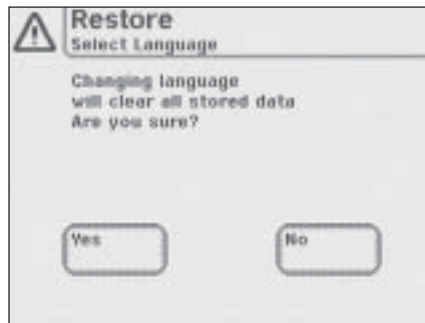 Restore
Select Language
Changing language
will clear all stored data
Are you sure?
Yes
No